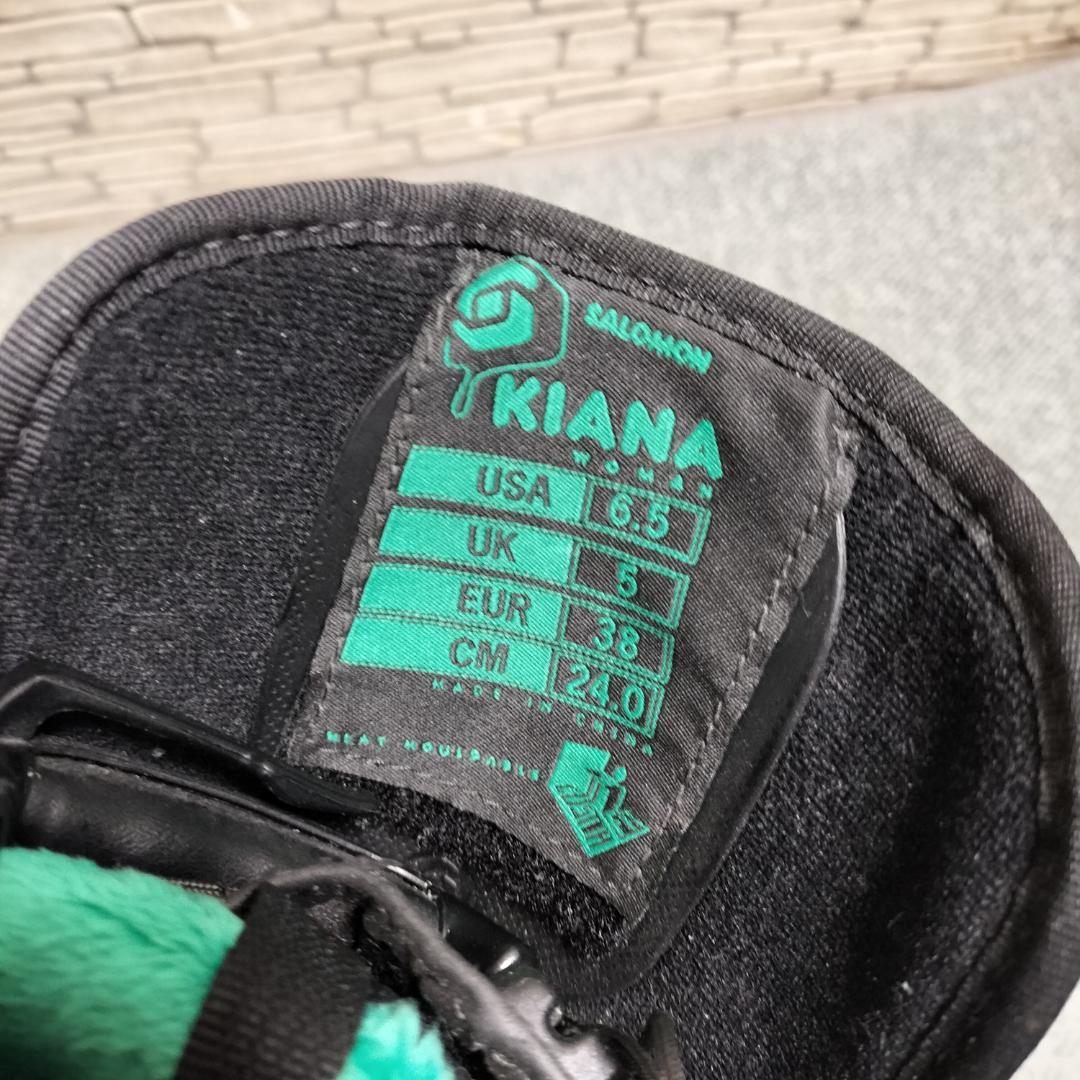 SALOMON
KIANA
WOMAN
USA 6.5
UK 5
EUR 38
CM 24.0
MADE IN CHINA
HEAT MOULDABLE